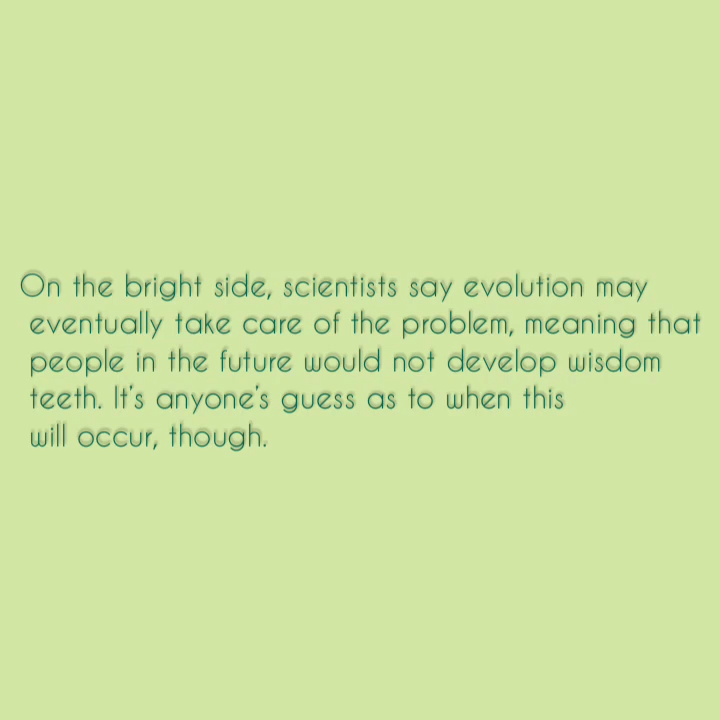 On the bright side, scientists say evolution may
eventually take care of the problem, meaning that
people in the future would not develop wisdom
teeth. It's anyone's guess as to when this
will occur, though.